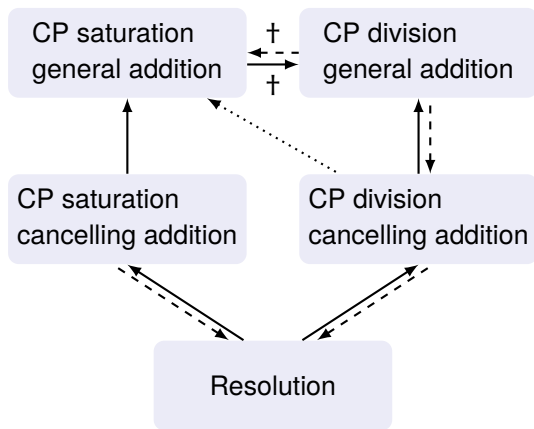 CP saturation
general addition
†
†
CP division
general addition
CP saturation
cancelling addition
CP division
cancelling addition
Resolution